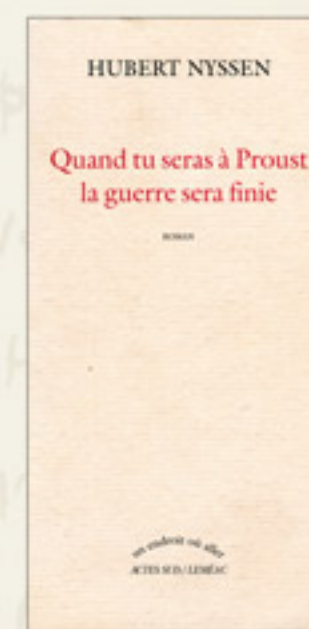 HUBERT NYSSEN
Quand tu seras à Proust
la guerre sera finie
ROMAN
un endroit où aller
ACTES SUD / LEMÉAC